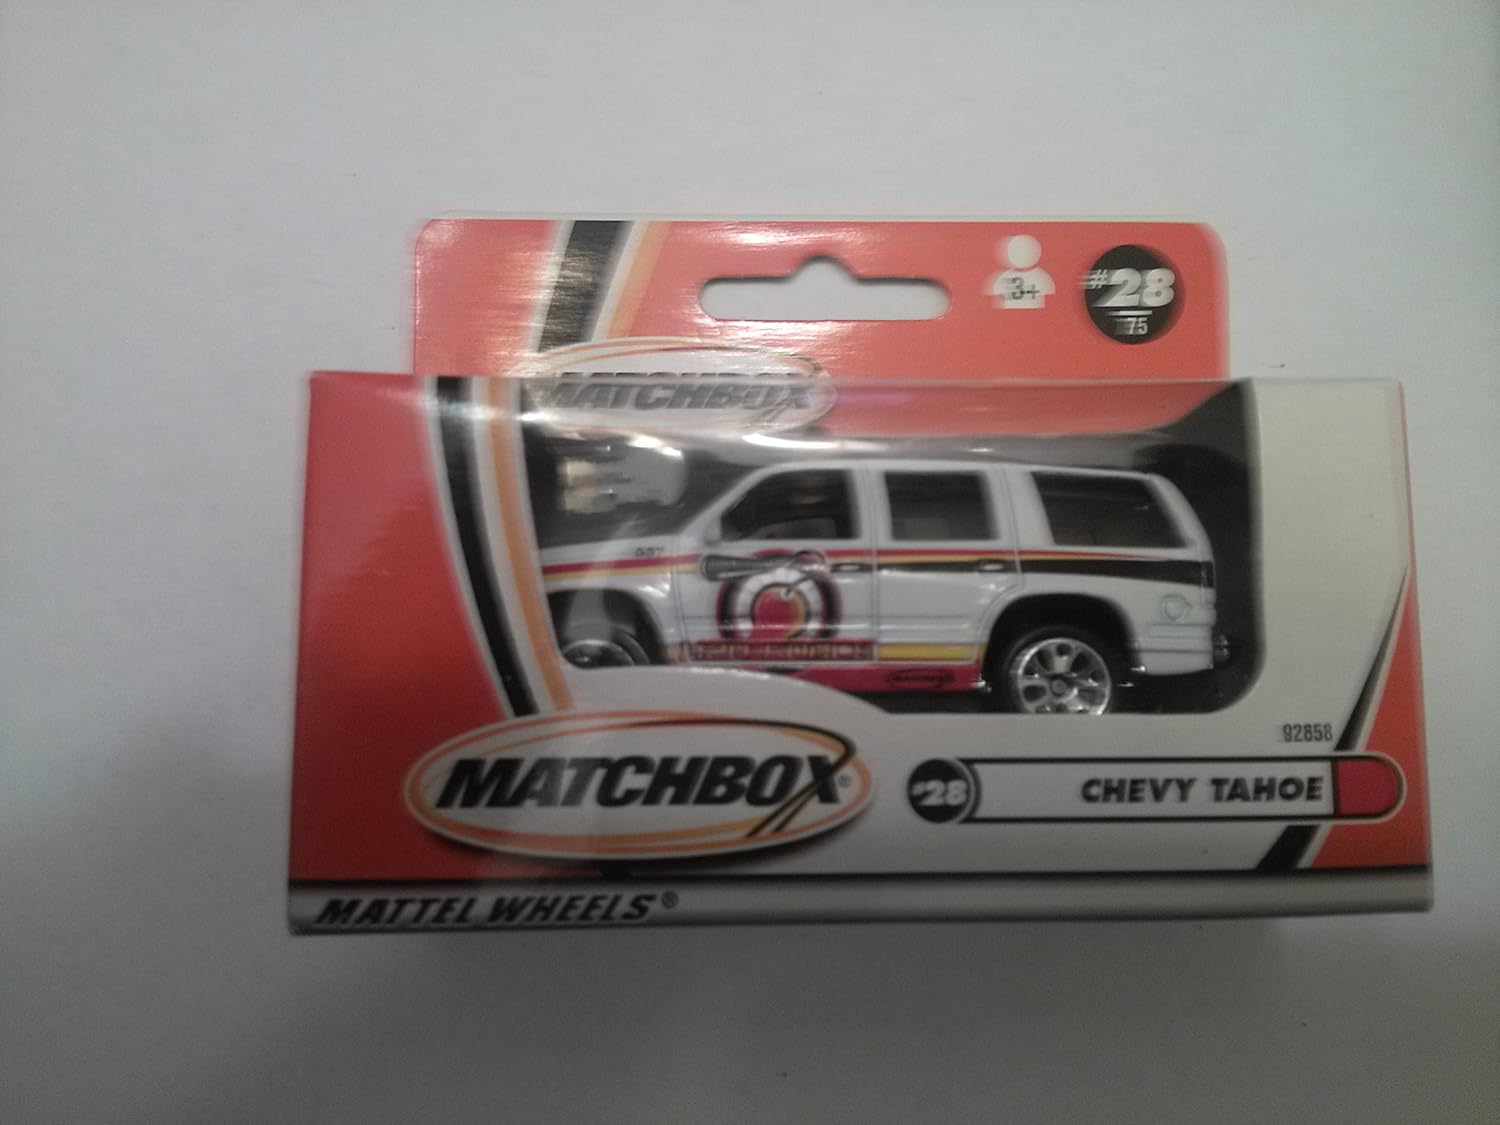 3+
#28
75
MATCHBOX
MATCHBOX®
92858
#28
CHEVY TAHOE
MATTEL WHEELS®